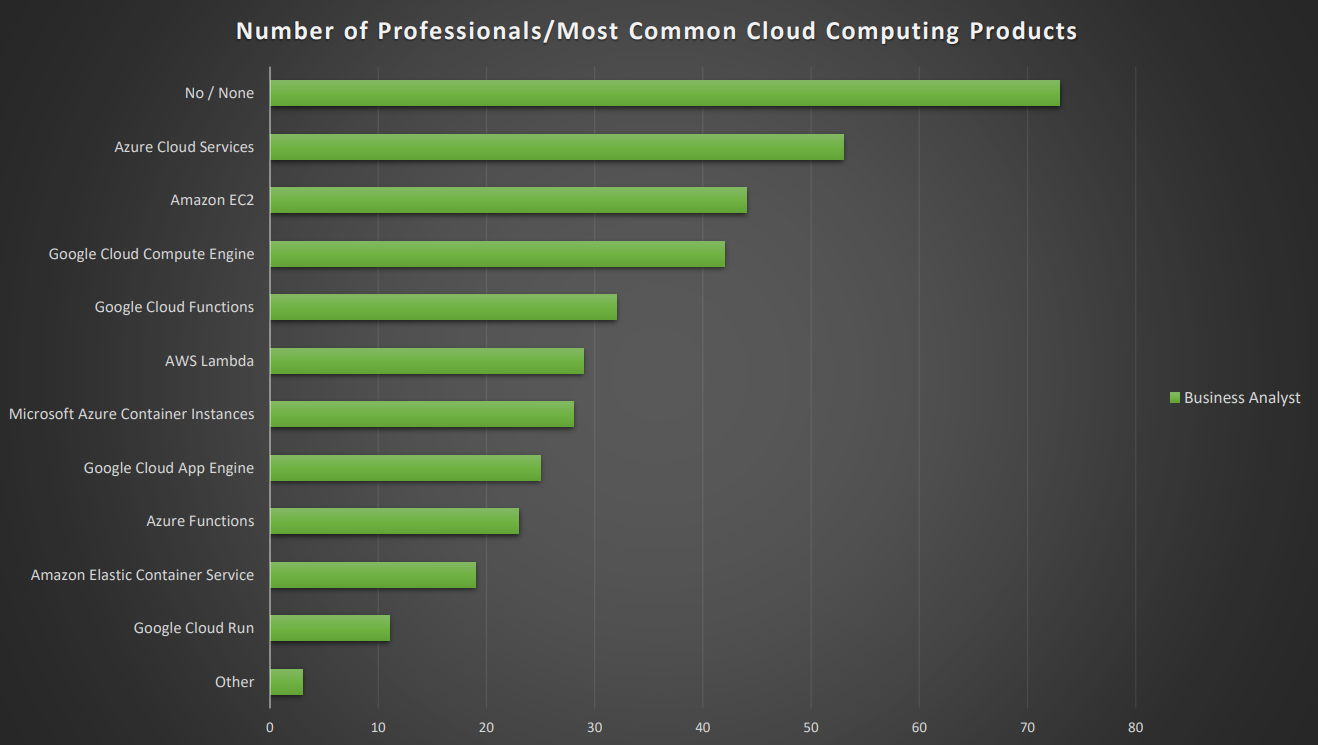 Number of Professionals/Most Common Cloud Computing Products
No / None
Azure Cloud Services
Amazon EC2
Google Cloud Compute Engine
Google Cloud Functions
AWS Lambda
Microsoft Azure Container Instances
Google Cloud App Engine
Azure Functions
Amazon Elastic Container Service
Google Cloud Run
Other
0 10 20 30 40 50 60 70 80
Business Analyst